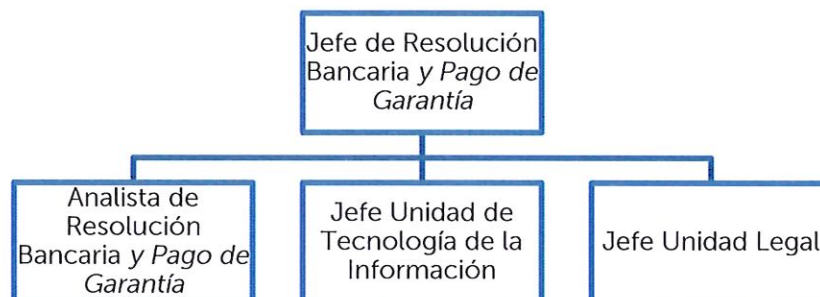 Jefe de Resolución
Bancaria y Pago de
Garantía
Analista de
Resolución
Bancaria y Pago de
Garantía
Jefe Unidad de
Tecnología de la
Información
Jefe Unidad Legal